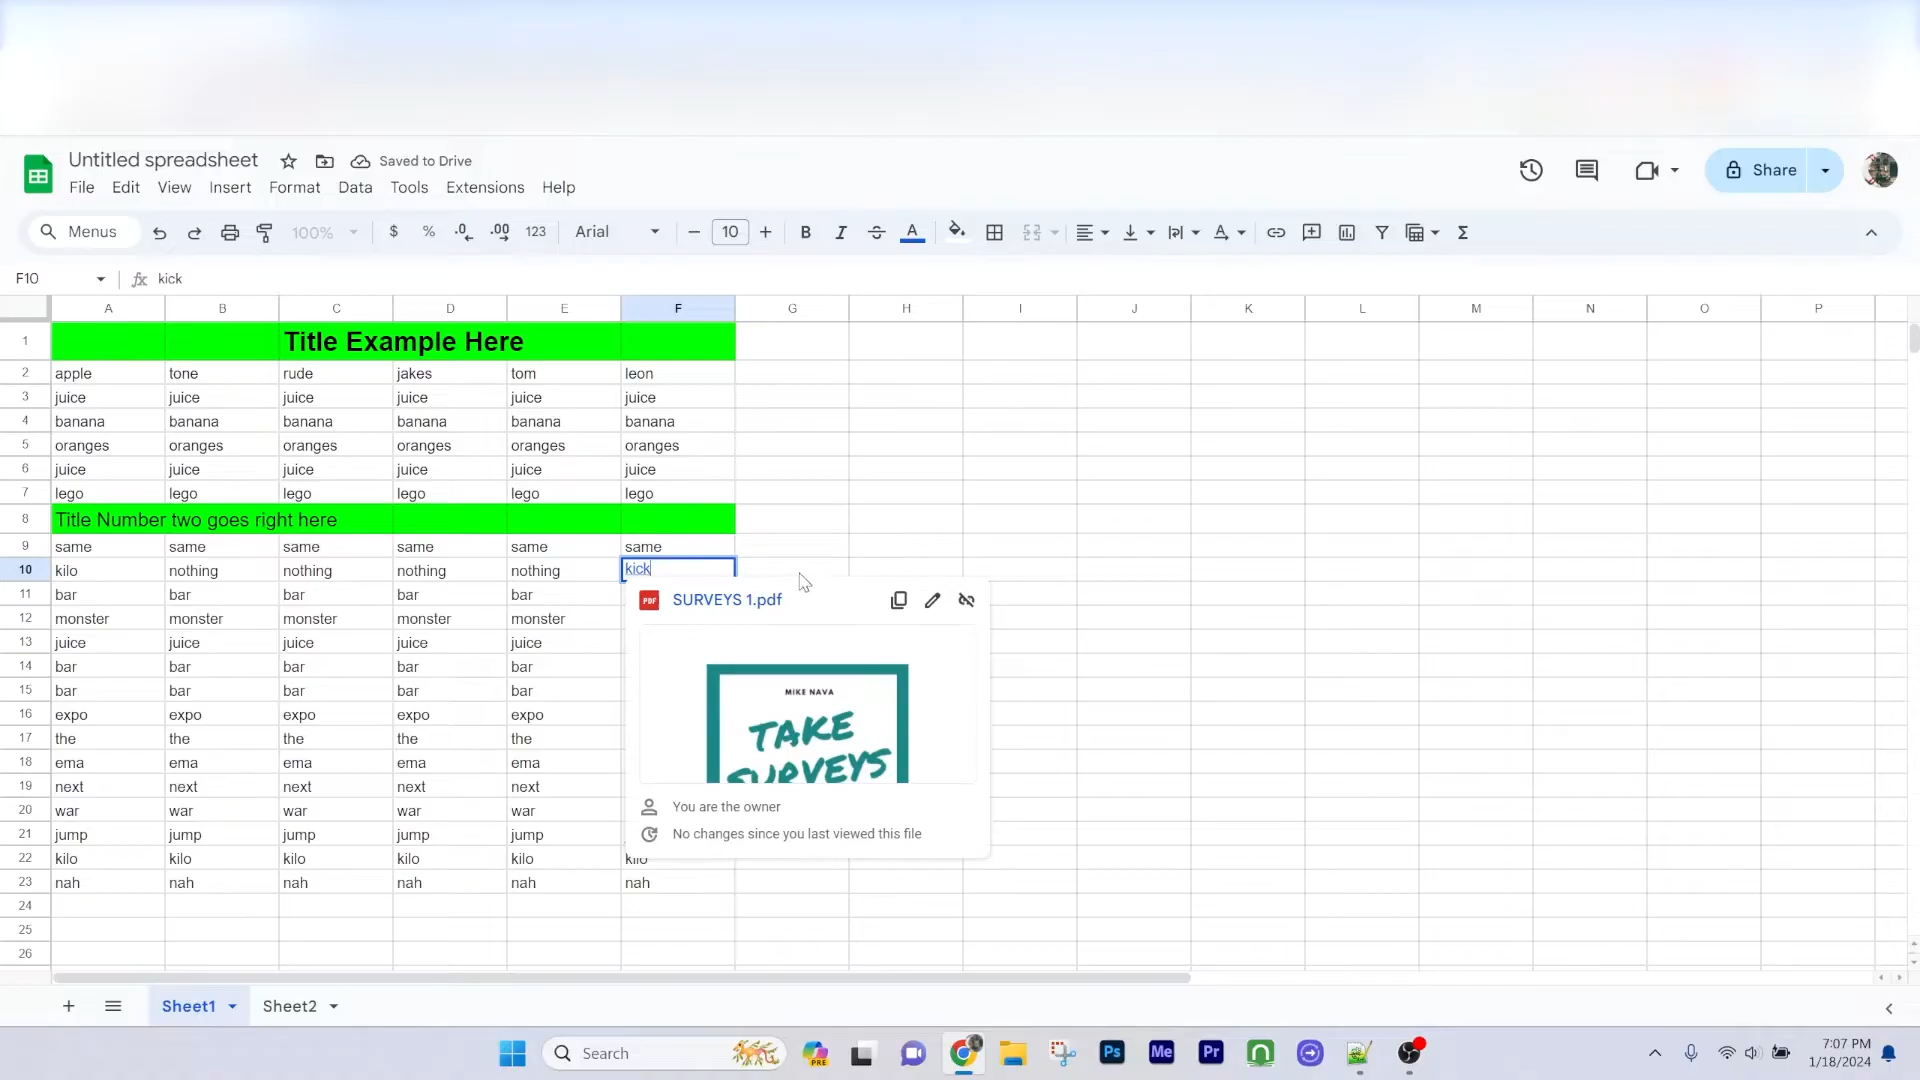 Untitled spreadsheet Saved to Drive
File Edit View Insert Format Data Tools Extensions Help
Share
Menus 100% $ % .0 .00 123 Arial 10 B I A Σ
F10 fx kick
A B C D E F G H I J K L M N O P
1 Title Example Here
2 apple tone rude jakes tom leon
3 juice juice juice juice juice juice
4 banana banana banana banana banana banana
5 oranges oranges oranges oranges oranges oranges
6 juice juice juice juice juice juice
7 lego lego lego lego lego lego
8 Title Number two goes right here
9 same same same same same same
10 kilo nothing nothing nothing nothing kick
11 bar bar bar bar bar
PDF SURVEYS 1.pdf
12 monster monster monster monster monster
13 juice juice juice juice juice
14 bar bar bar bar bar
15 bar bar bar bar bar
MIKE NAVA
16 expo expo expo expo expo
TAKE
17 the the the the the
18 ema ema ema ema ema
SURVEYS
19 next next next next next
20 war war war war war
You are the owner
21 jump jump jump jump jump
No changes since you last viewed this file
22 kilo kilo kilo kilo kilo kilo
23 nah nah nah nah nah nah
24
25
26
Sheet1 Sheet2
Search PRE Ps Me Pr
7:07 PM
1/18/2024